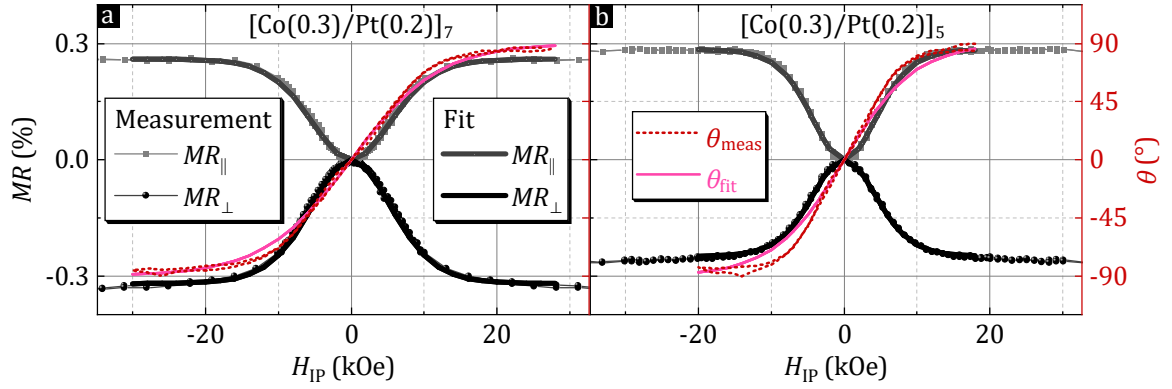 a
[Co(0.3)/Pt(0.2)]₇
b
[Co(0.3)/Pt(0.2)]₅
0.3
0.0
-0.3
MR (%)
Measurement
MR∥
MR⊥
Fit
MR∥
MR⊥
θmeas
θfit
90
45
0
-45
-90
θ (°)
-20
0
20
-20
0
20
H_IP (kOe)
H_IP (kOe)